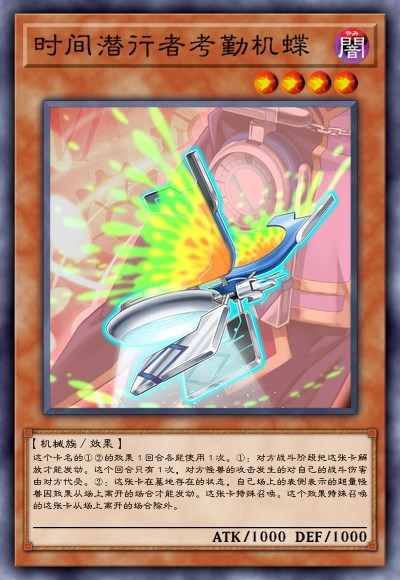 时间潜行者考勤机蝶
やみ
闇
【机械族/效果】
这个卡名的①②的效果1回合各能使用1次。①:对方战斗阶段把这张卡解
放才能发动。这个回合只有1次,对方怪兽的攻击发生的对自己的战斗伤害
由对方代受。②:这张卡在墓地存在的状态,自己场上的表侧表示的超量怪
兽因效果从场上离开的场合才能发动。这张卡特殊召唤。这个效果特殊召唤
的这张卡从场上离开的场合除外。
ATK/1000 DEF/1000